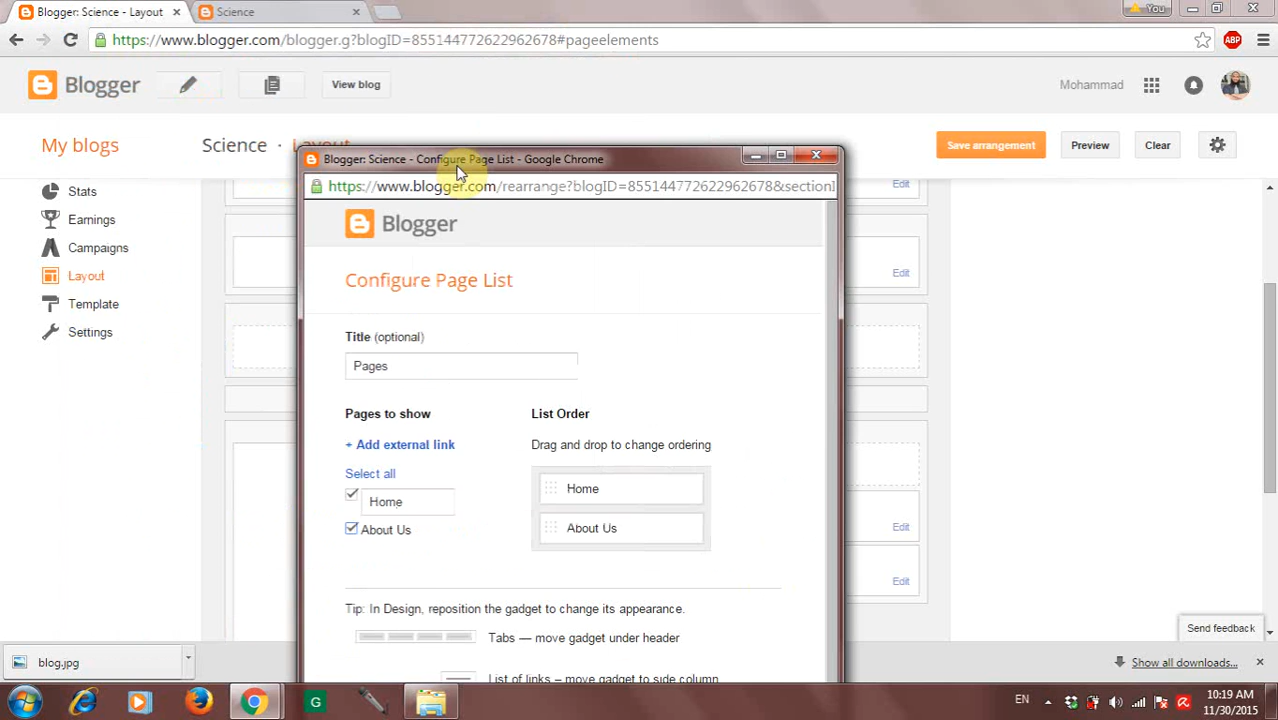 Blogger: Science - Layout
Science
You
https://www.blogger.com/blogger.g?blogID=855144772622962678#pageelements
ABP
Blogger
View blog
Mohammad
My blogs
Science · Layout
Save arrangement
Preview
Clear
Stats
Earnings
Campaigns
Layout
Template
Settings
Blogger: Science - Configure Page List - Google Chrome
https://www.blogger.com/rearrange?blogID=855144772622962678&sectionI
Blogger
Configure Page List
Title (optional)
Pages
Pages to show
List Order
+ Add external link
Drag and drop to change ordering
Select all
Home
About Us
Home
About Us
Tip: In Design, reposition the gadget to change its appearance.
Tabs — move gadget under header
List of links – move gadget to side column
Edit
Edit
Edit
Edit
Send feedback
blog.jpg
Show all downloads...
G
EN
10:19 AM
11/30/2015